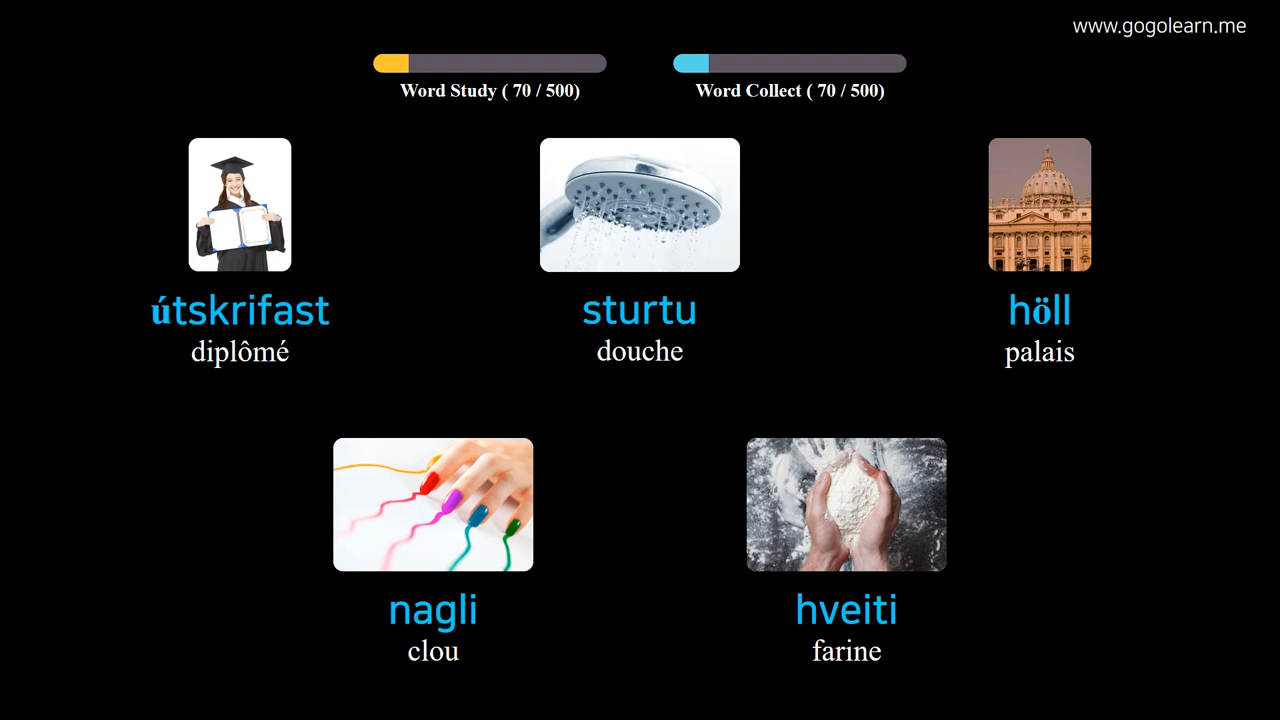 www.gogolearn.me
Word Study ( 70 / 500)
Word Collect ( 70 / 500)
útskrifast
diplômé
sturtu
douche
höll
palais
nagli
clou
hveiti
farine